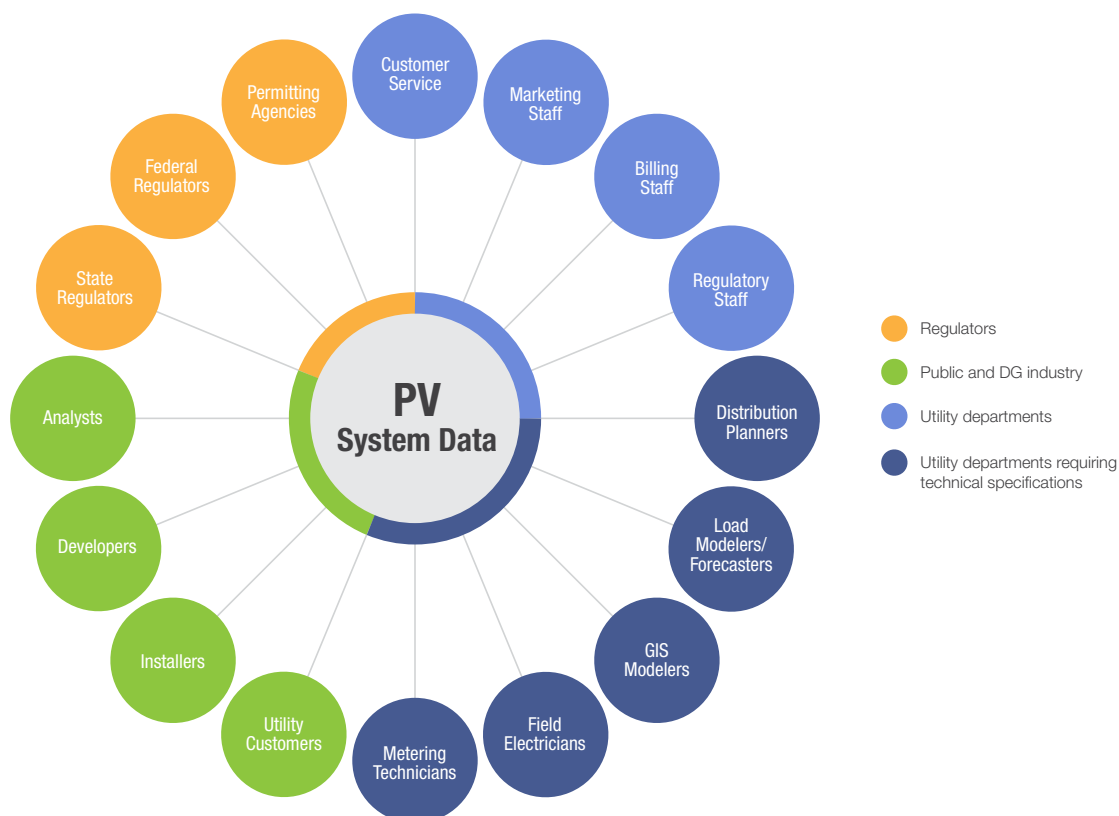 Customer
Service
Marketing
Staff
Billing
Staff
Regulatory
Staff
Distribution
Planners
Load
Modelers/
Forecasters
GIS
Modelers
Field
Electricians
Metering
Technicians
Utility
Customers
Installers
Developers
Analysts
State
Regulators
Federal
Regulators
Permitting
Agencies
PV
System Data
Regulators
Public and DG industry
Utility departments
Utility departments requiring
technical specifications